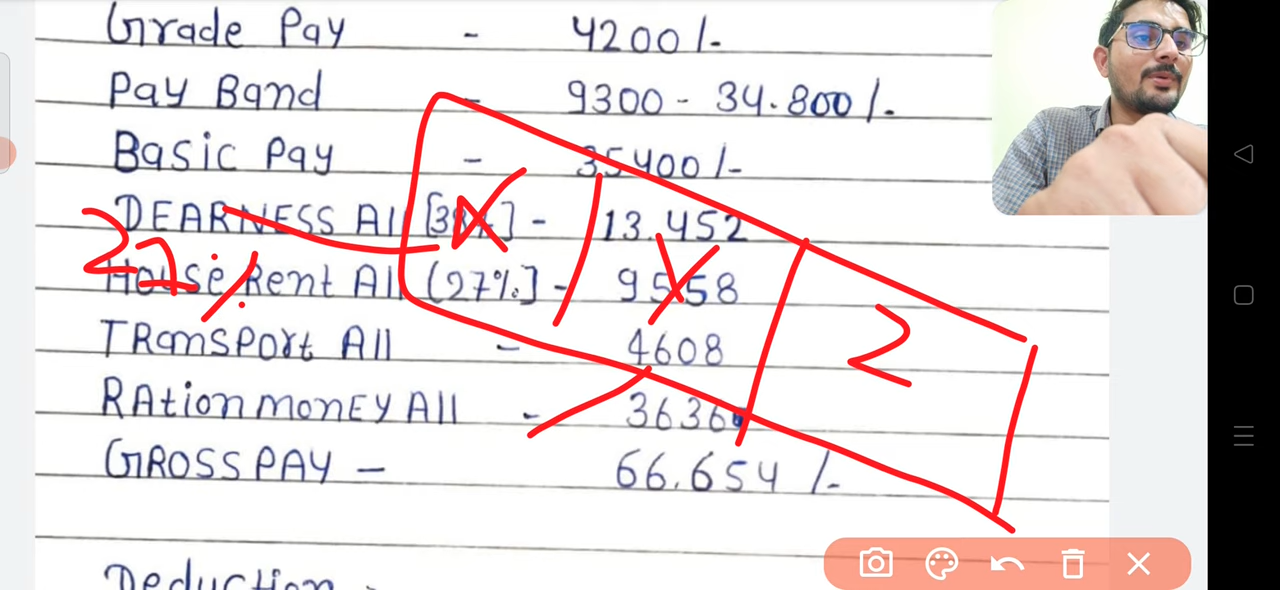 Grade Pay - 4200/-
Pay Band - 9300 - 34.800/-
Basic Pay - 35400/-
DEARNESS All [38%] - 13.452
House Rent All (27%] - 9558
TRansPort All - 4608
RAtion monEY All - 3636
GROSS PAY - 66.654 /-
Deduction -
X Y Z
27%